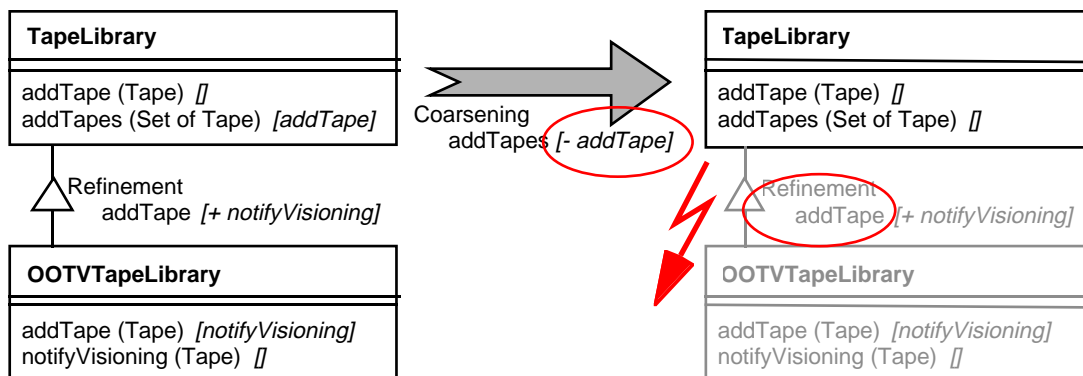 TapeLibrary
addTape (Tape) []
addTapes (Set of Tape) [addTape]
Refinement
addTape [+ notifyVisioning]
OOTVTapeLibrary
addTape (Tape) [notifyVisioning]
notifyVisioning (Tape) []
Coarsening
addTapes [- addTape]
TapeLibrary
addTape (Tape) []
addTapes (Set of Tape) []
Refinement
addTape [+ notifyVisioning]
OOTVTapeLibrary
addTape (Tape) [notifyVisioning]
notifyVisioning (Tape) []